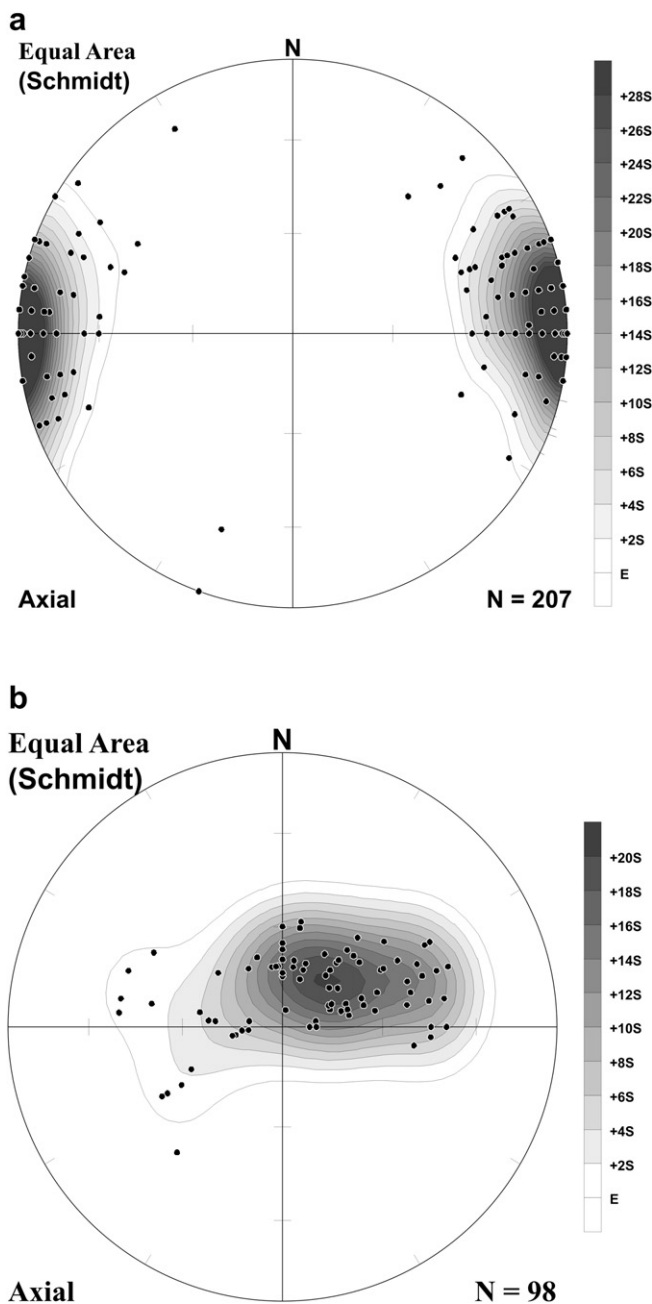 a
Equal Area
(Schmidt)
N
+28S
+26S
+24S
+22S
+20S
+18S
+16S
+14S
+12S
+10S
+8S
+6S
+4S
+2S
E
Axial
N = 207
b
Equal Area
(Schmidt)
N
+20S
+18S
+16S
+14S
+12S
+10S
+8S
+6S
+4S
+2S
E
Axial
N = 98